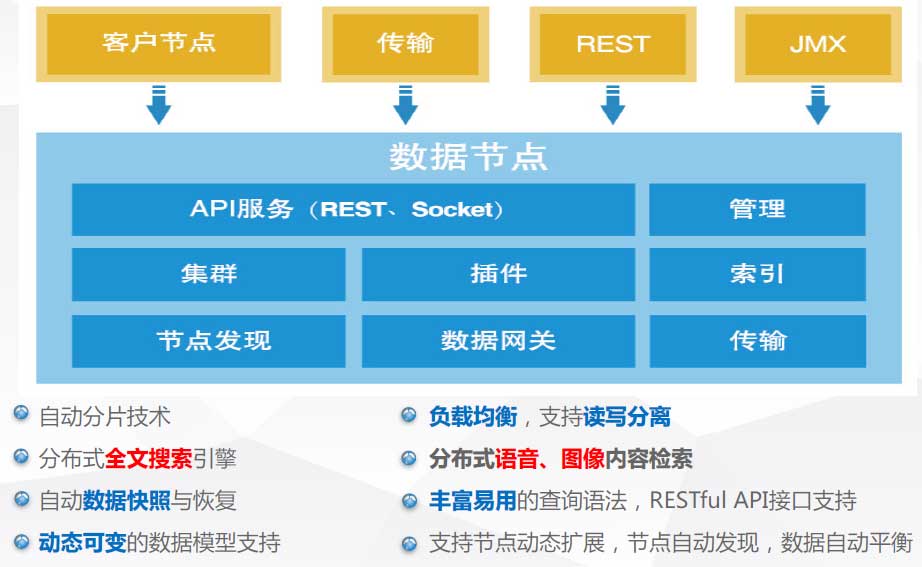 客户节点
传输
REST
JMX
数据节点
API服务（REST、Socket）
管理
集群
插件
索引
节点发现
数据网关
传输
自动分片技术
负载均衡，支持读写分离
分布式全文搜索引擎
分布式语音、图像内容检索
自动数据快照与恢复
丰富易用的查询语法，RESTful API接口支持
动态可变的数据模型支持
支持节点动态扩展，节点自动发现，数据自动平衡